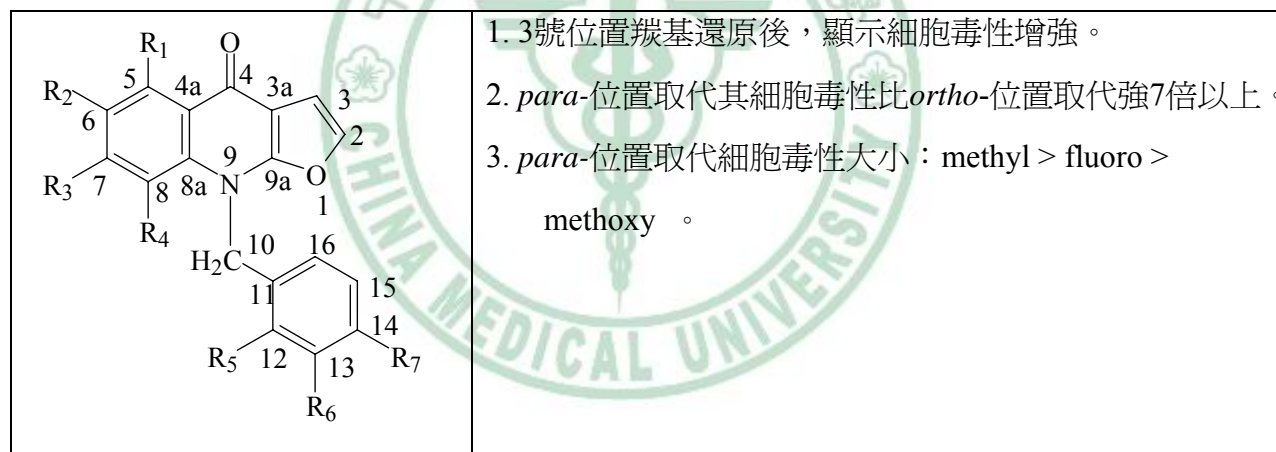 R1
O
5
4a
4
3a
3
R2
6
9
2
R3
7
8
8a
N
9a
O
1
R4
H2C
10
16
11
15
14
R5
12
13
R7
R6
1. 3號位置羰基還原後，顯示細胞毒性增強。
2. para-位置取代其細胞毒性比ortho-位置取代強7倍以上。
3. para-位置取代細胞毒性大小：methyl > fluoro >
methoxy 。
中
CHINA MEDICAL UNIVERSITY